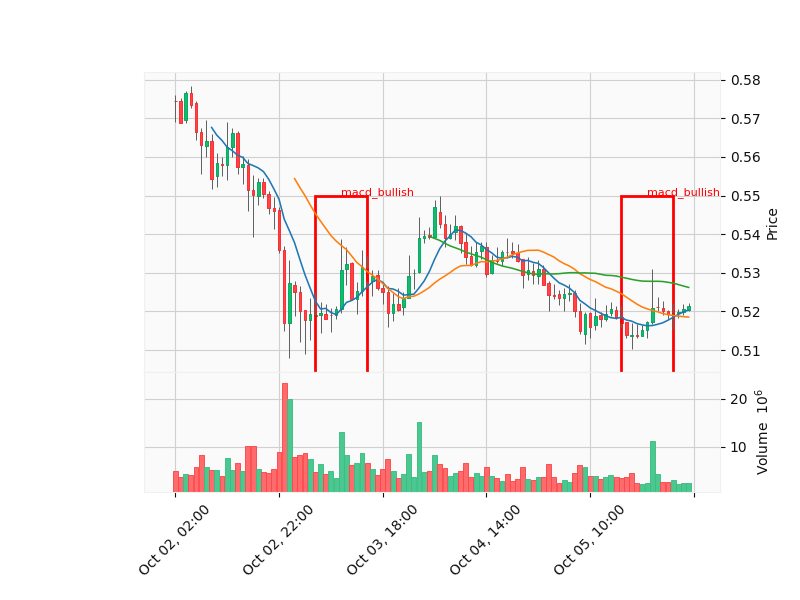 0.58
0.57
0.56
0.55
macd_bullish
macd_bullish
0.54
0.53
0.52
0.51
Price
20
10
Volume 10^6
Oct 02, 02:00
Oct 02, 22:00
Oct 03, 18:00
Oct 04, 14:00
Oct 05, 10:00